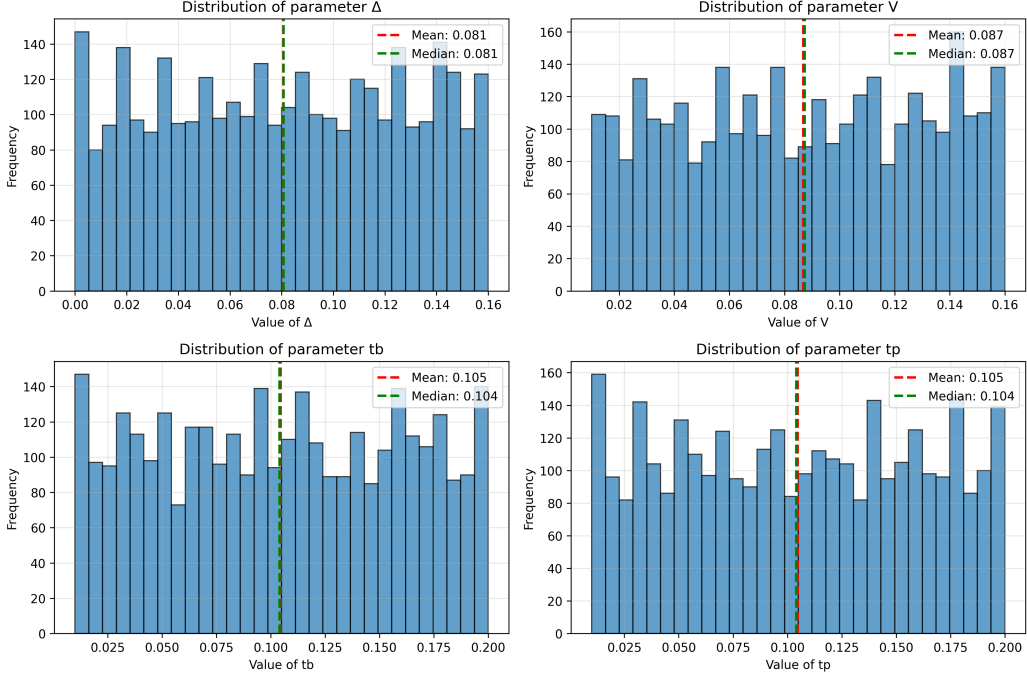 Distribution of parameter Δ
Mean: 0.081
Median: 0.081
140
120
100
80
60
40
20
0
Frequency
0.00 0.02 0.04 0.06 0.08 0.10 0.12 0.14 0.16
Value of Δ
Distribution of parameter V
Mean: 0.087
Median: 0.087
160
140
120
100
80
60
40
20
0
Frequency
0.02 0.04 0.06 0.08 0.10 0.12 0.14 0.16
Value of V
Distribution of parameter tb
Mean: 0.105
Median: 0.104
140
120
100
80
60
40
20
0
Frequency
0.025 0.050 0.075 0.100 0.125 0.150 0.175 0.200
Value of tb
Distribution of parameter tp
Mean: 0.105
Median: 0.104
160
140
120
100
80
60
40
20
0
Frequency
0.025 0.050 0.075 0.100 0.125 0.150 0.175 0.200
Value of tp